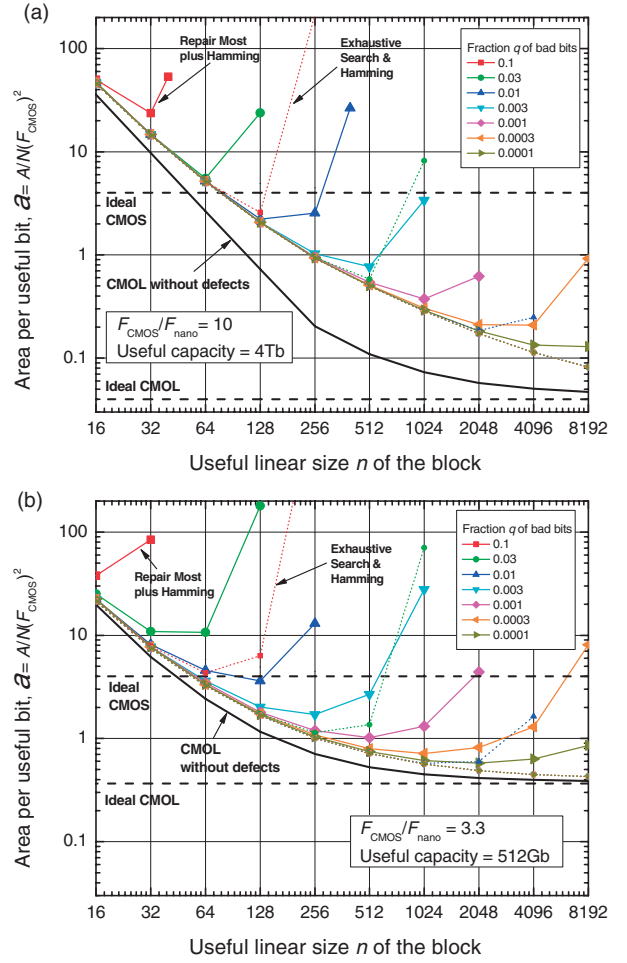 (a)
Area per useful bit, a = A/N(F_CMOS)²
100
10
1
0.1
Repair Most
plus Hamming
Exhaustive
Search &
Hamming
Fraction q of bad bits
0.1
0.03
0.01
0.003
0.001
0.0003
0.0001
Ideal
CMOS
CMOL without defects
F_CMOS/F_nano = 10
Useful capacity = 4Tb
Ideal CMOL
16 32 64 128 256 512 1024 2048 4096 8192
Useful linear size n of the block
(b)
Area per useful bit, a = A/N(F_CMOS)²
100
10
1
0.1
Repair Most
plus Hamming
Exhaustive
Search &
Hamming
Fraction q of bad bits
0.1
0.03
0.01
0.003
0.001
0.0003
0.0001
Ideal
CMOS
CMOL
without defects
Ideal CMOL
F_CMOS/F_nano = 3.3
Useful capacity = 512Gb
16 32 64 128 256 512 1024 2048 4096 8192
Useful linear size n of the block